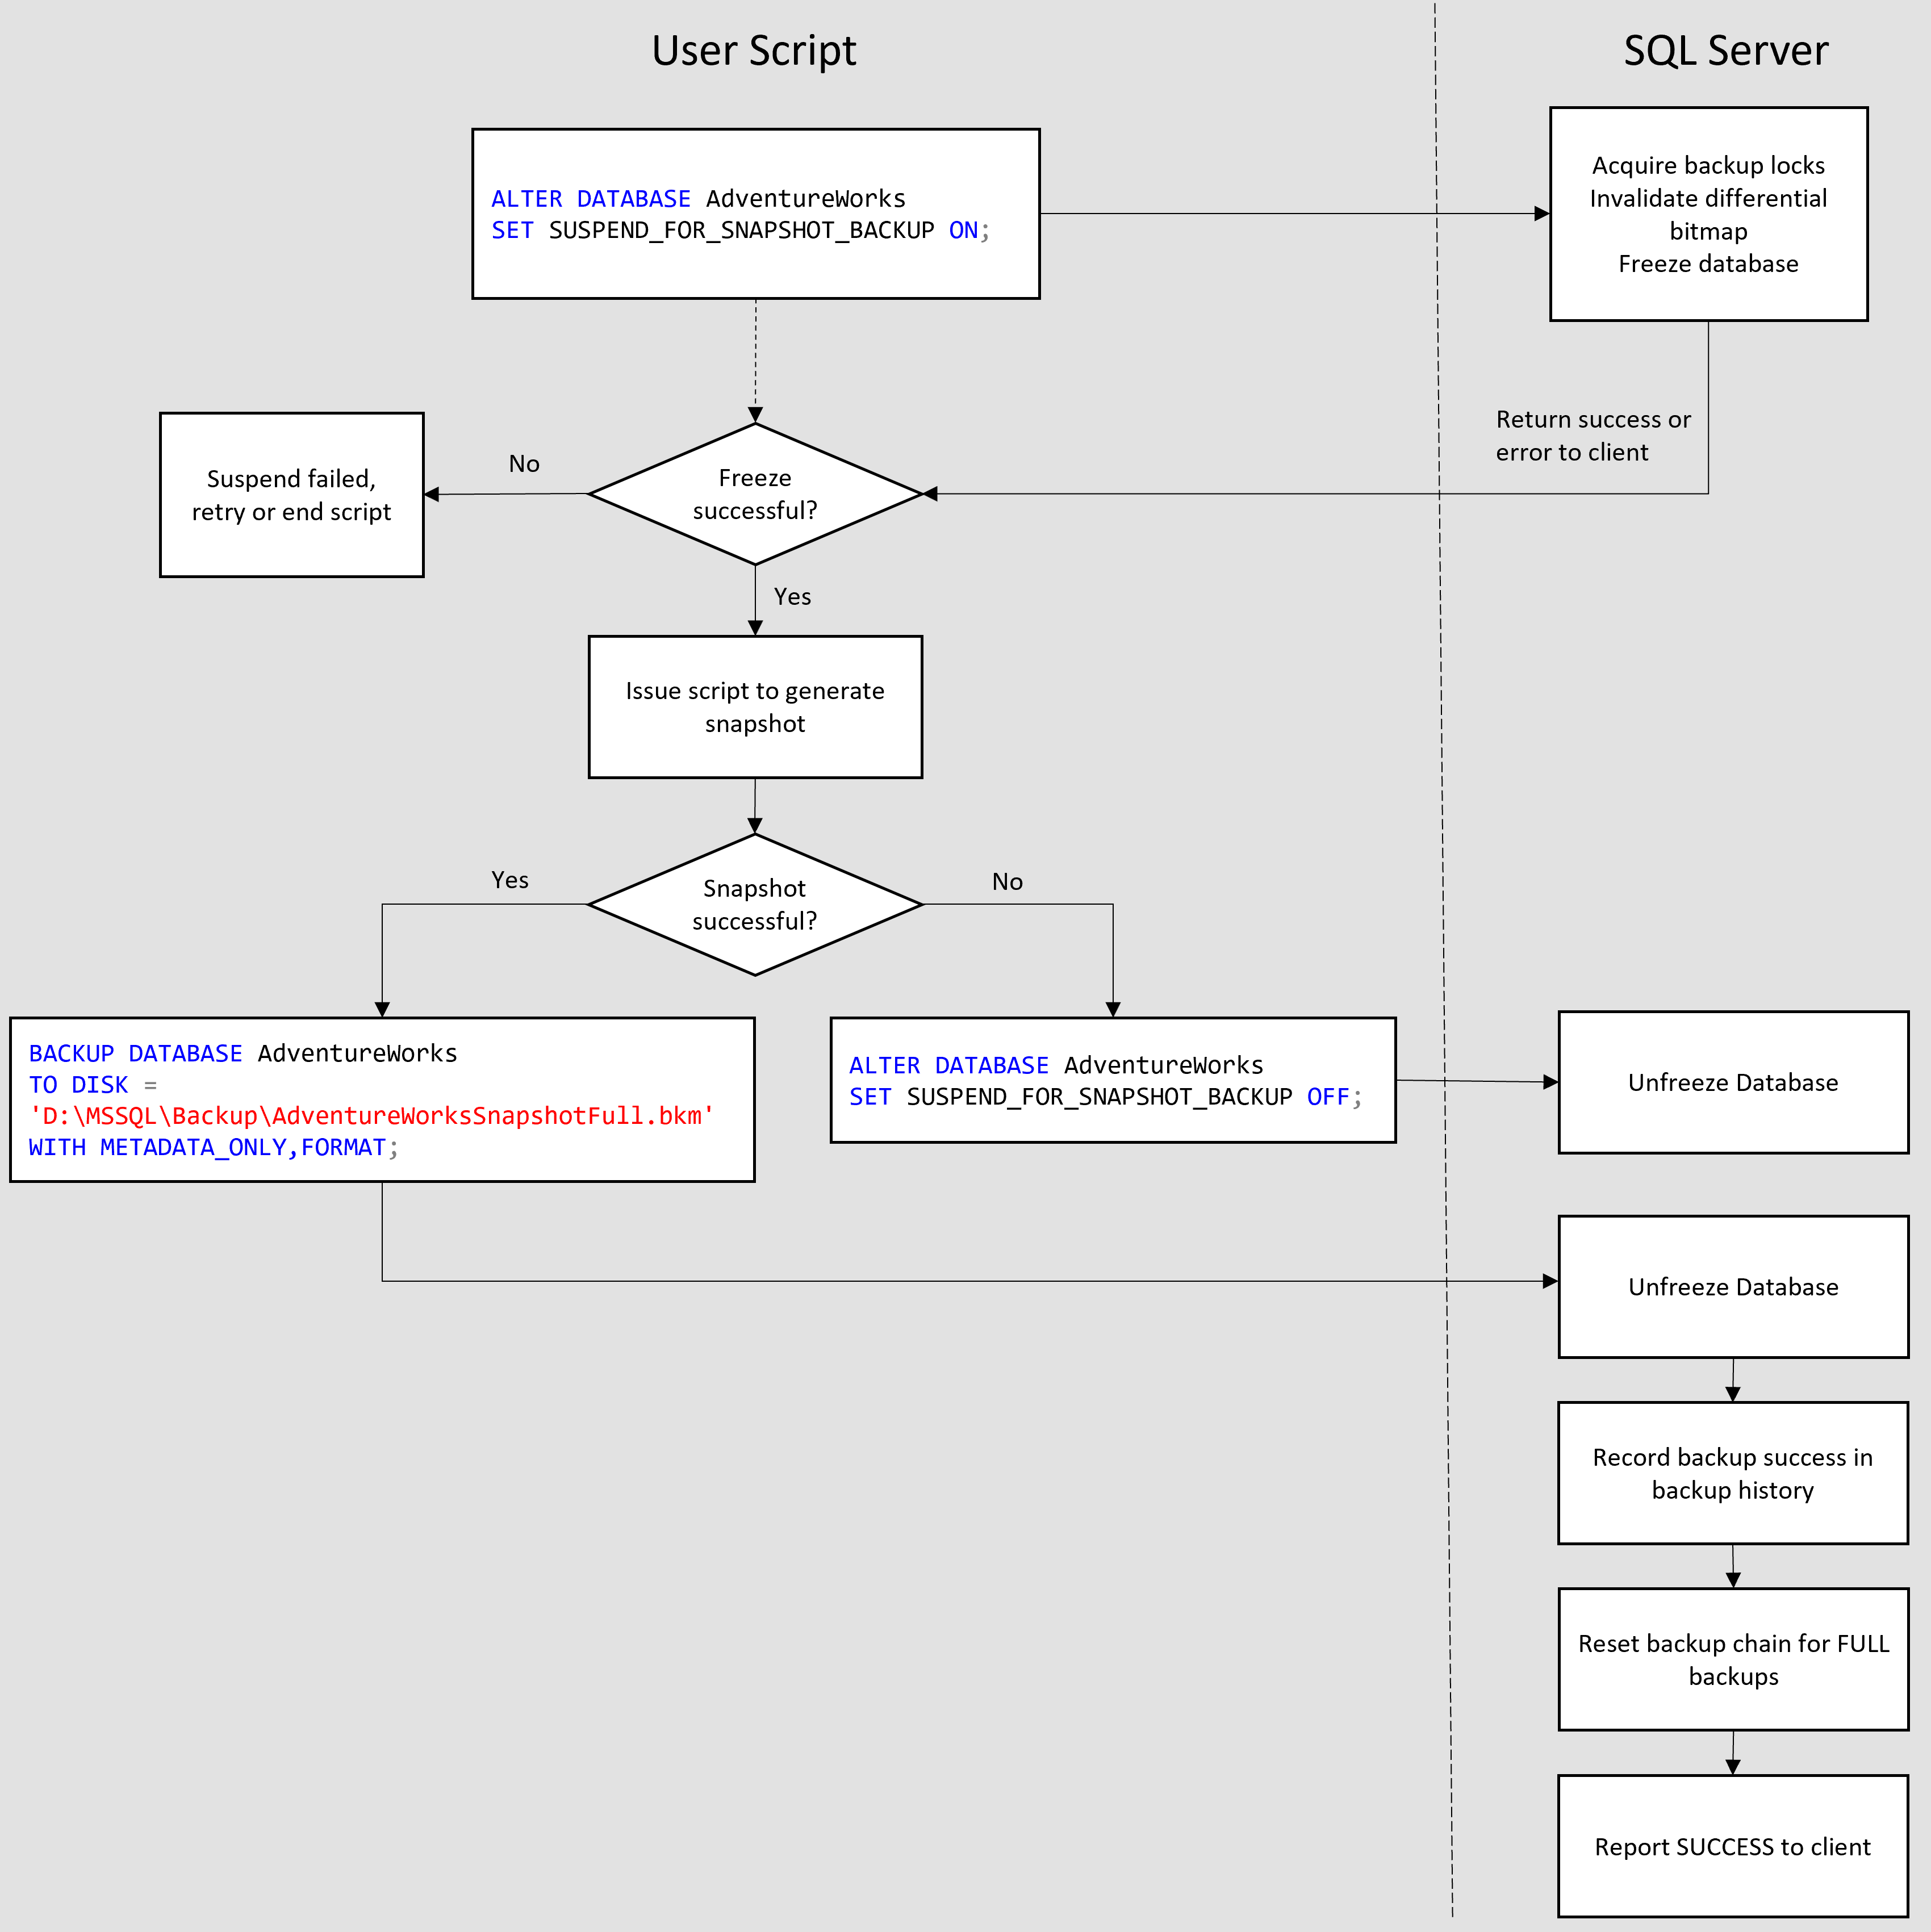 User Script
SQL Server
ALTER DATABASE AdventureWorks
SET SUSPEND_FOR_SNAPSHOT_BACKUP ON;
Acquire backup locks
Invalidate differential
bitmap
Freeze database
Return success or
error to client
Freeze
successful?
No
Suspend failed,
retry or end script
Yes
Issue script to generate
snapshot
Snapshot
successful?
Yes
No
BACKUP DATABASE AdventureWorks
TO DISK =
'D:\MSSQL\Backup\AdventureWorksSnapshotFull.bkm'
WITH METADATA_ONLY,FORMAT;
ALTER DATABASE AdventureWorks
SET SUSPEND_FOR_SNAPSHOT_BACKUP OFF;
Unfreeze Database
Unfreeze Database
Record backup success in
backup history
Reset backup chain for FULL
backups
Report SUCCESS to client